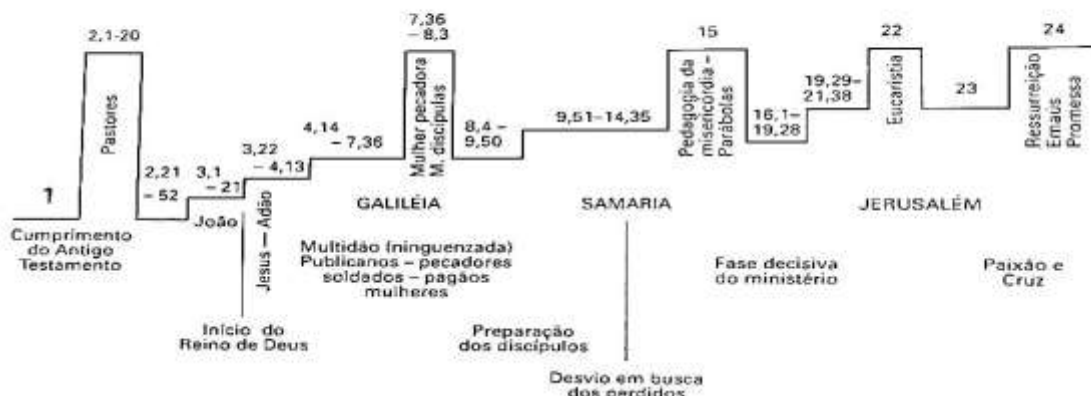 2,1-20
7,36
– 8,3
15
22
24
Pastores
Mulher pecadora
M. discípulas
Pedagogia da
misericórdia –
Parábolas
19,29–
21,38
Eucaristia
23
Ressurreição
Emaus
Promessa
1
2,21
– 52
3,1
– 21
3,22
– 4,13
4,14
– 7,36
8,4 –
9,50
9,51–14,35
16,1–
19,28
Cumprimento
do Antigo
Testamento
João
Jesus – Adão
GALILÉIA
SAMARIA
JERUSALÉM
Multidão (ninguenzada)
Publicanos – pecadores
soldados – pagãos
mulheres
Fase decisiva
do ministério
Paixão e
Cruz
Início do
Reino de Deus
Preparação
dos discípulos
Desvio em busca
dos perdidos